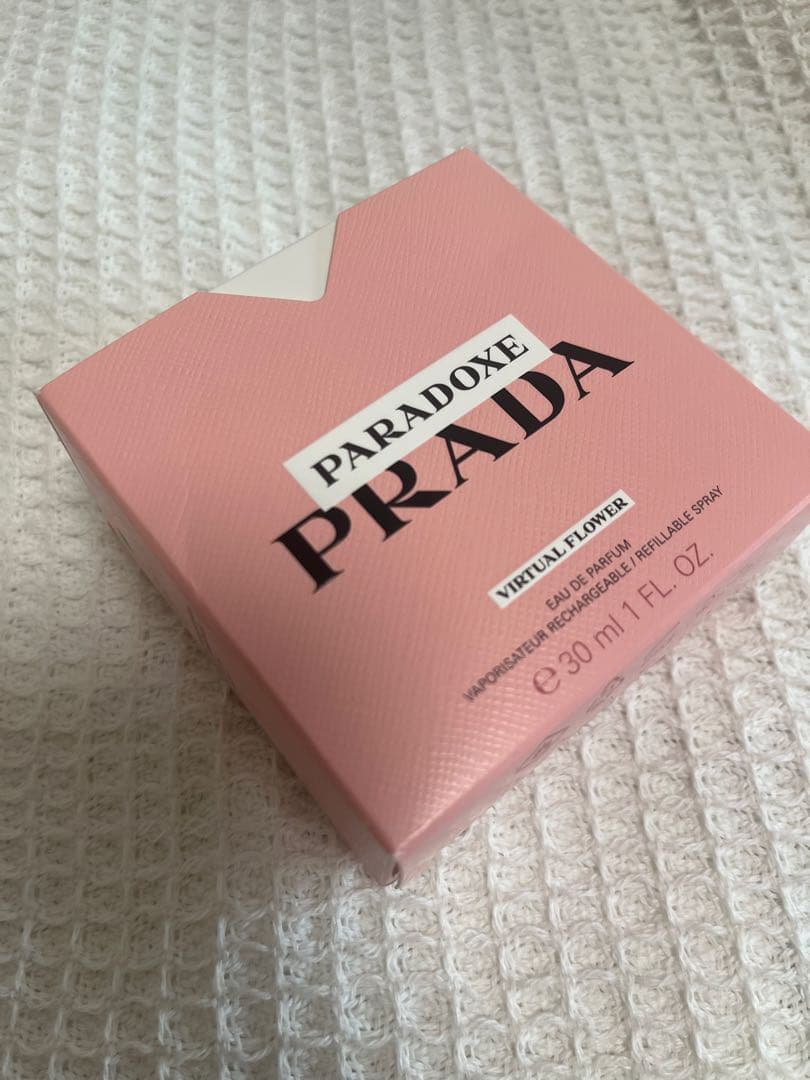 PARADOXE
PRADA
VIRTUAL FLOWER
EAU DE PARFUM
VAPORISATEUR RECHARGEABLE / REFILLABLE SPRAY
℮ 30 ml 1 FL. OZ.